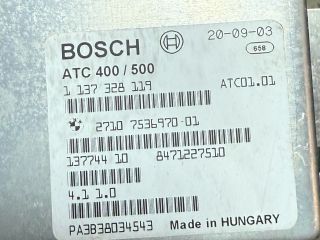 BOSCH 20-09-03
658
ATC 400 / 500
1 137 328 119 ATC01.01
2710 7536970-01
137744 10 8471227510
4.1 1.0
PA3B38034543 Made in HUNGARY